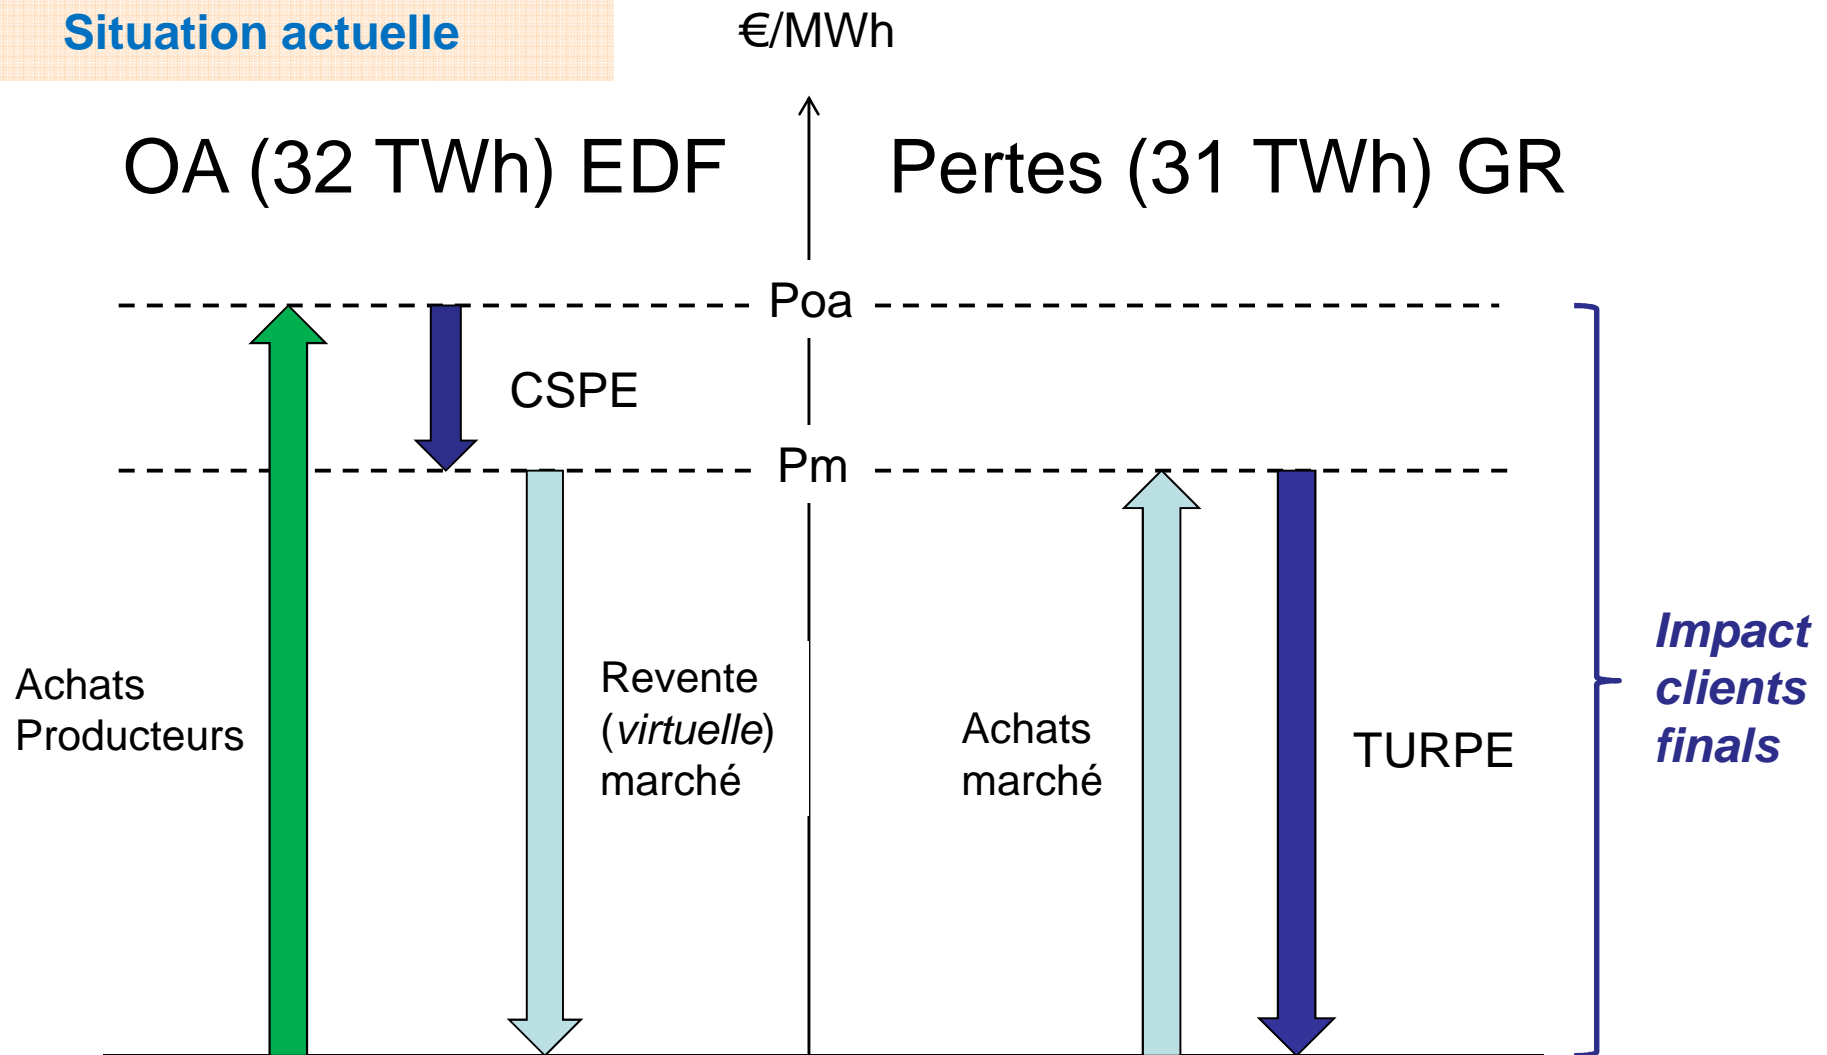 Situation actuelle
€/MWh
OA (32 TWh) EDF
Pertes (31 TWh) GR
Poa
CSPE
Pm
Achats
Producteurs
Revente
(virtuelle)
marché
Achats
marché
TURPE
Impact
clients
finals